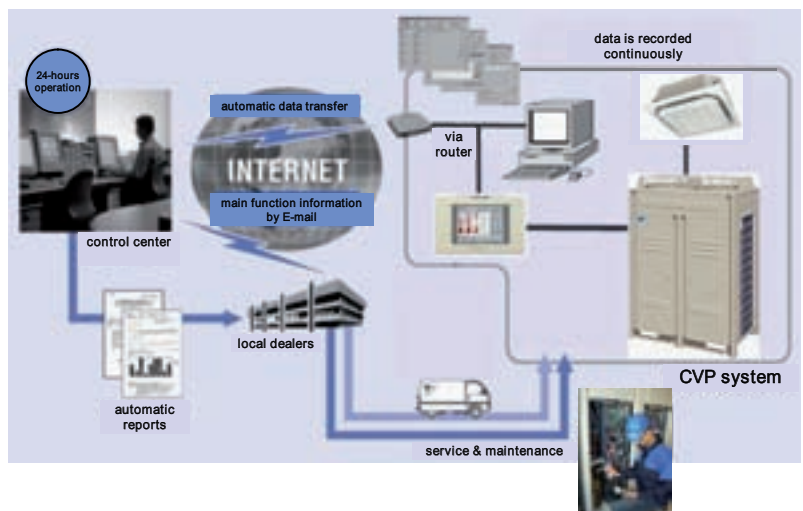 24-hours
operation
automatic data transfer
INTERNET
main function information
by E-mail
control center
data is recorded
continuously
via
router
local dealers
automatic
reports
CVP system
service & maintenance